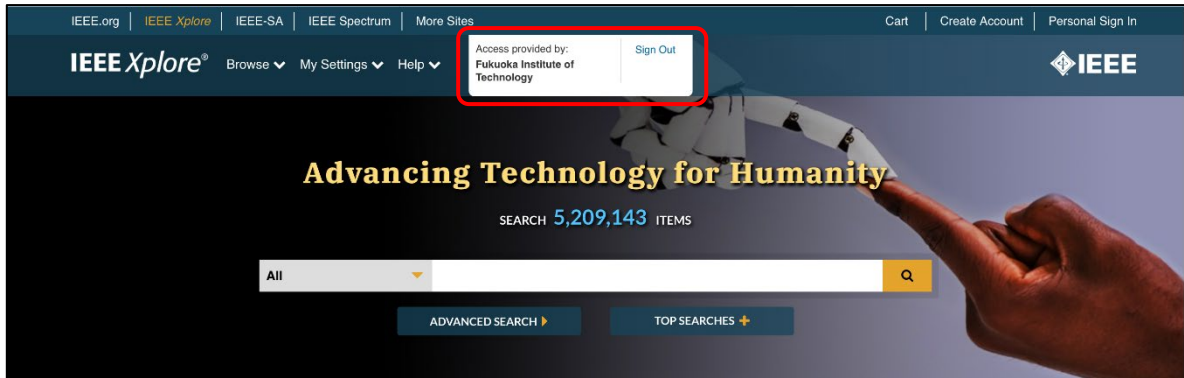 IEEE.org | IEEE Xplore | IEEE-SA | IEEE Spectrum | More Sites
Cart | Create Account | Personal Sign In
IEEE Xplore®
Browse
My Settings
Help
Access provided by:
Fukuoka Institute of
Technology
Sign Out
IEEE
Advancing Technology for Humanity
SEARCH 5,209,143 ITEMS
All
ADVANCED SEARCH
TOP SEARCHES